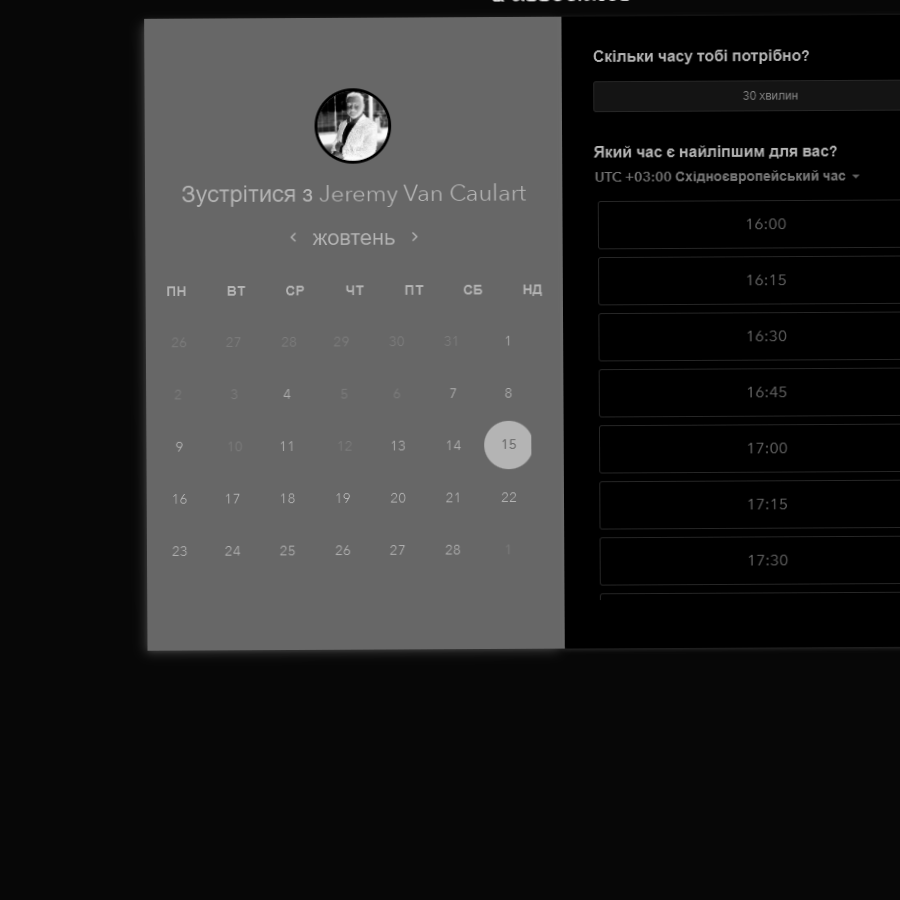 Зустрітися з Jeremy Van Caulart
жовтень
ПН ВТ СР ЧТ ПТ СБ НД
26 27 28 29 30 31 1
2 3 4 5 6 7 8
9 10 11 12 13 14 15
16 17 18 19 20 21 22
23 24 25 26 27 28 1
Скільки часу тобі потрібно?
30 хвилин
Який час є найліпшим для вас?
UTC +03:00 Східноєвропейський час
16:00
16:15
16:30
16:45
17:00
17:15
17:30